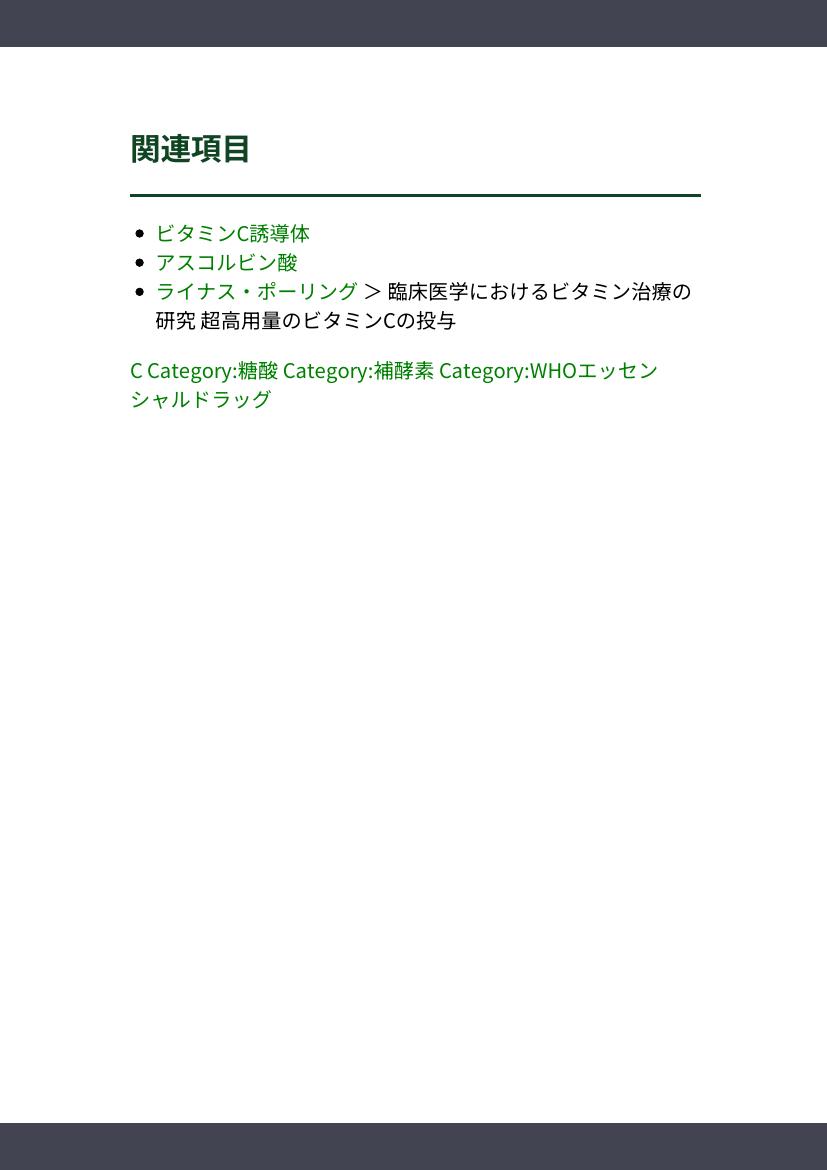 関連項目
ビタミンC誘導体
アスコルビン酸
ライナス・ポーリング ＞ 臨床医学におけるビタミン治療の
研究 超高用量のビタミンCの投与
C Category:糖酸 Category:補酵素 Category:WHOエッセン
シャルドラッグ